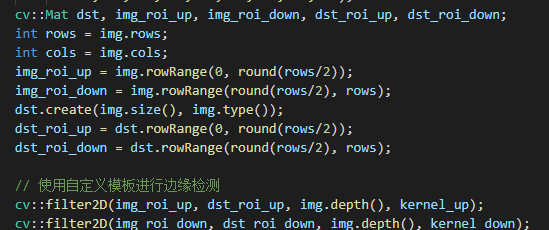 cv::Mat dst, img_roi_up, img_roi_down, dst_roi_up, dst_roi_down;
int rows = img.rows;
int cols = img.cols;
img_roi_up = img.rowRange(0, round(rows/2));
img_roi_down = img.rowRange(round(rows/2), rows);
dst.create(img.size(), img.type());
dst_roi_up = dst.rowRange(0, round(rows/2));
dst_roi_down = dst.rowRange(round(rows/2), rows);
// 使用自定义模板进行边缘检测
cv::filter2D(img_roi_up, dst_roi_up, img.depth(), kernel_up);
cv::filter2D(img_roi_down, dst_roi_down, img.depth(), kernel_down);